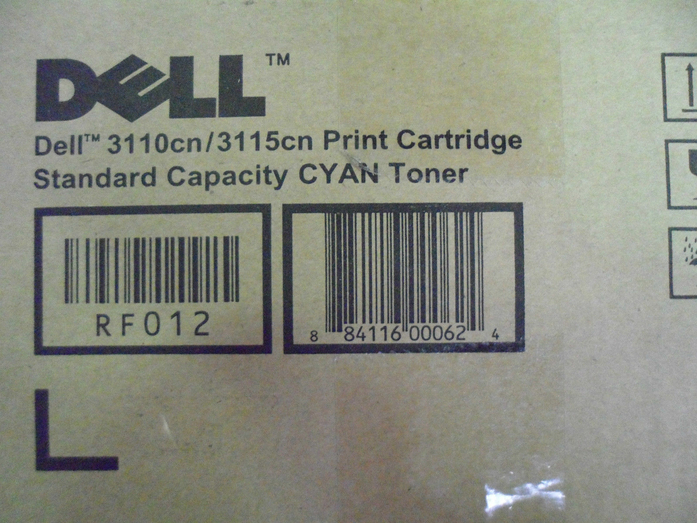 DELL™
Dell™ 3110cn/3115cn Print Cartridge
Standard Capacity CYAN Toner
RF012
8 84116 00062 4